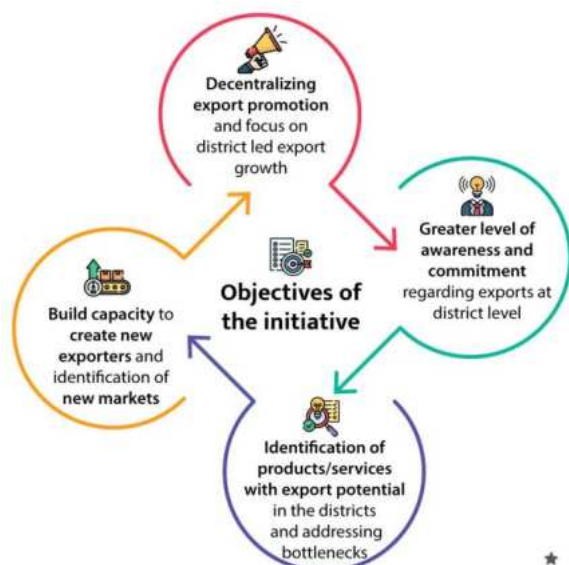 Decentralizing
export promotion
and focus on
district led export
growth
Greater level of
awareness and
commitment
regarding exports at
district level
Objectives of
the initiative
Build capacity to
create new
exporters and
identification of
new markets
Identification of
products/services
with export potential
in the districts
and addressing
bottlenecks